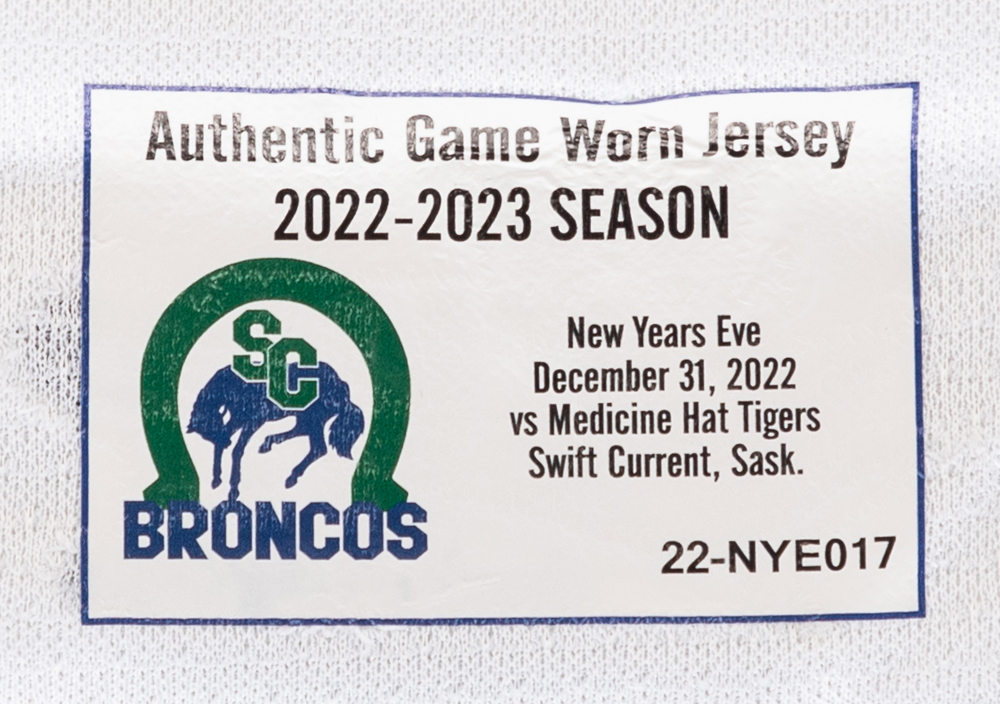 Authentic Game Worn Jersey
2022-2023 SEASON
SC
BRONCOS
New Years Eve
December 31, 2022
vs Medicine Hat Tigers
Swift Current, Sask.
22-NYE017